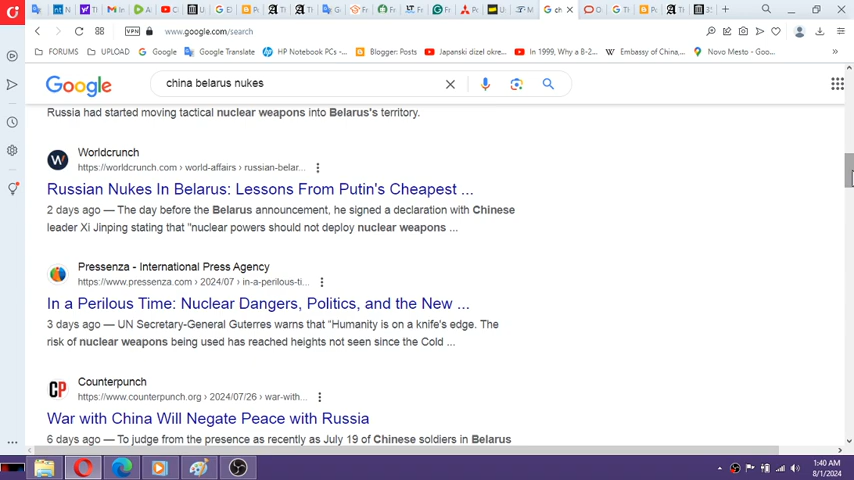 nt N
T
In
A
C
U
E
P
T
T
G
F
F
LT
G
P
U
M
ch
O
T
P
A
3
VPN
www.google.com/search
FORUMS
UPLOAD
Google
Google Translate
HP Notebook PCs -...
Blogger: Posts
Japanski dizel okre...
In 1999, Why a B-2...
Embassy of China,...
Novo Mesto - Goo...
Google
china belarus nukes
Russia had started moving tactical nuclear weapons into Belarus's territory.
Worldcrunch
https://worldcrunch.com › world-affairs › russian-belar...
Russian Nukes In Belarus: Lessons From Putin's Cheapest ...
2 days ago — The day before the Belarus announcement, he signed a declaration with Chinese
leader Xi Jinping stating that "nuclear powers should not deploy nuclear weapons ...
Pressenza - International Press Agency
https://www.pressenza.com › 2024/07 › in-a-perilous-ti...
In a Perilous Time: Nuclear Dangers, Politics, and the New ...
3 days ago — UN Secretary-General Guterres warns that “Humanity is on a knife's edge. The
risk of nuclear weapons being used has reached heights not seen since the Cold ...
CP
Counterpunch
https://www.counterpunch.org › 2024/07/26 › war-with...
War with China Will Negate Peace with Russia
6 days ago — To judge from the presence as recently as July 19 of Chinese soldiers in Belarus
1:40 AM
8/1/2024